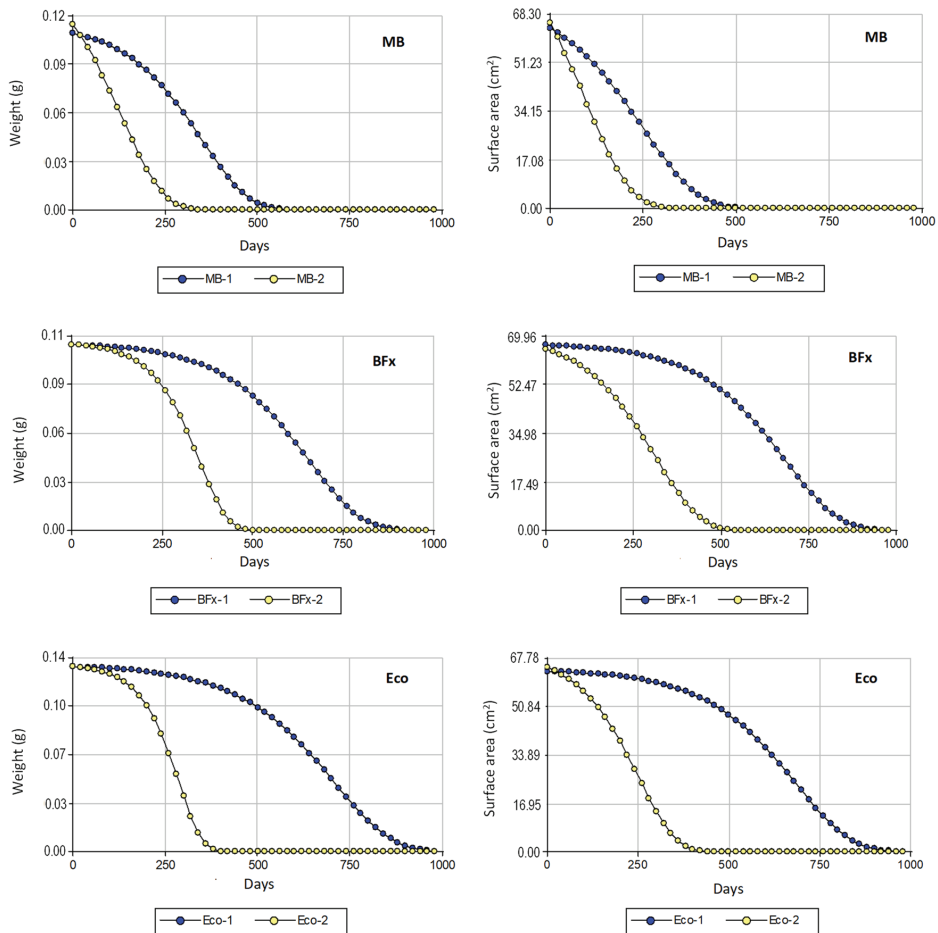 MB
Weight (g)
0.12
0.09
0.06
0.03
0.00
0 250 500 750 1000
Days
MB-1 MB-2
MB
Surface area (cm²)
68.30
51.23
34.15
17.08
0.00
0 250 500 750 1000
Days
MB-1 MB-2
BFx
Weight (g)
0.11
0.09
0.06
0.03
0.00
0 250 500 750 1000
Days
BFx-1 BFx-2
BFx
Surface area (cm²)
69.96
52.47
34.98
17.49
0.00
0 250 500 750 1000
Days
BFx-1 BFx-2
Eco
Weight (g)
0.14
0.10
0.07
0.03
0.00
0 250 500 750 1000
Days
Eco-1 Eco-2
Eco
Surface area (cm²)
67.78
50.84
33.89
16.95
0.00
0 250 500 750 1000
Days
Eco-1 Eco-2